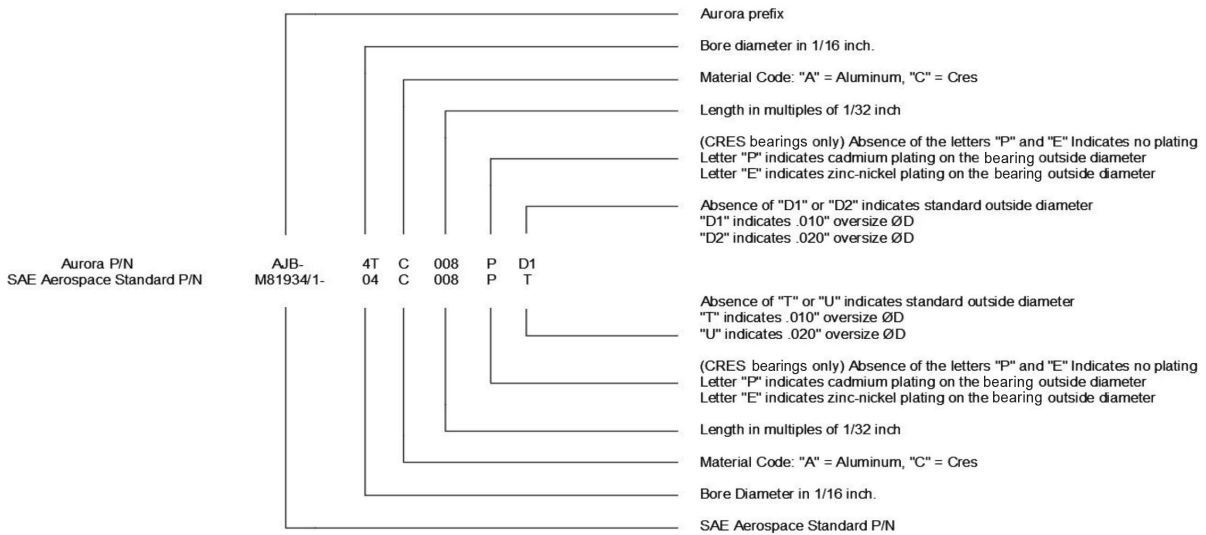 Aurora prefix
Bore diameter in 1/16 inch.
Material Code: "A" = Aluminum, "C" = Cres
Length in multiples of 1/32 inch
(CRES bearings only) Absence of the letters "P" and "E" Indicates no plating
Letter "P" indicates cadmium plating on the bearing outside diameter
Letter "E" indicates zinc-nickel plating on the bearing outside diameter
Absence of "D1" or "D2" indicates standard outside diameter
"D1" indicates .010" oversize ØD
"D2" indicates .020" oversize ØD
Aurora P/N AJB- 4T C 008 P D1
SAE Aerospace Standard P/N M81934/1- 04 C 008 P T
Absence of "T" or "U" indicates standard outside diameter
"T" indicates .010" oversize ØD
"U" indicates .020" oversize ØD
(CRES bearings only) Absence of the letters "P" and "E" Indicates no plating
Letter "P" indicates cadmium plating on the bearing outside diameter
Letter "E" indicates zinc-nickel plating on the bearing outside diameter
Length in multiples of 1/32 inch
Material Code: "A" = Aluminum, "C" = Cres
Bore Diameter in 1/16 inch.
SAE Aerospace Standard P/N